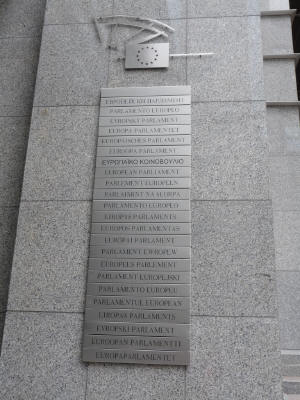 ЕВРОПЕЙСКИ ПАРЛАМЕНТ
PARLAMENTO EUROPEO
EVROPSKÝ PARLAMENT
EUROPA-PARLAMENTET
EUROPÄISCHES PARLAMENT
EUROOPA PARLAMENT
ΕΥΡΩΠΑΪΚΟ ΚΟΙΝΟΒΟΥΛΙΟ
EUROPEAN PARLIAMENT
PARLEMENT EUROPÉEN
PARLAIMINT NA hEORPA
PARLAMENTO EUROPEO
EIROPAS PARLAMENTS
EUROPOS PARLAMENTAS
EURÓPAI PARLAMENT
PARLAMENT EWROPEW
EUROPEES PARLEMENT
PARLAMENT EUROPEJSKI
PARLAMENTO EUROPEU
PARLAMENTUL EUROPEAN
EURÓPSKY PARLAMENT
EVROPSKI PARLAMENT
EUROOPAN PARLAMENTTI
EUROPAPARLAMENTET